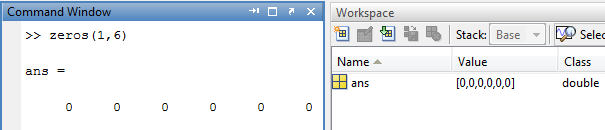 Command Window
>> zeros(1,6)
ans =
0 0 0 0 0 0
Workspace
Stack: Base Selec
Name Value Class
ans [0,0,0,0,0,0] double